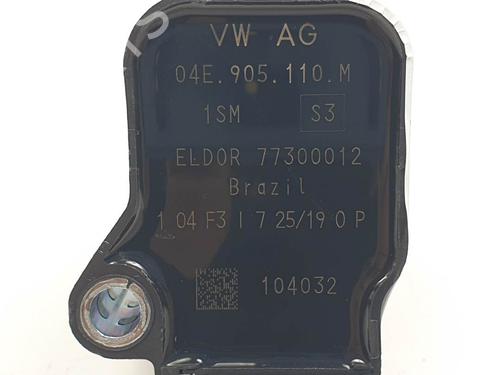 VW AG
04E.905.110.M
1SM S3
ELDOR 77300012
Brazil
1 04 F3 I 7 25/19 0 P
104032